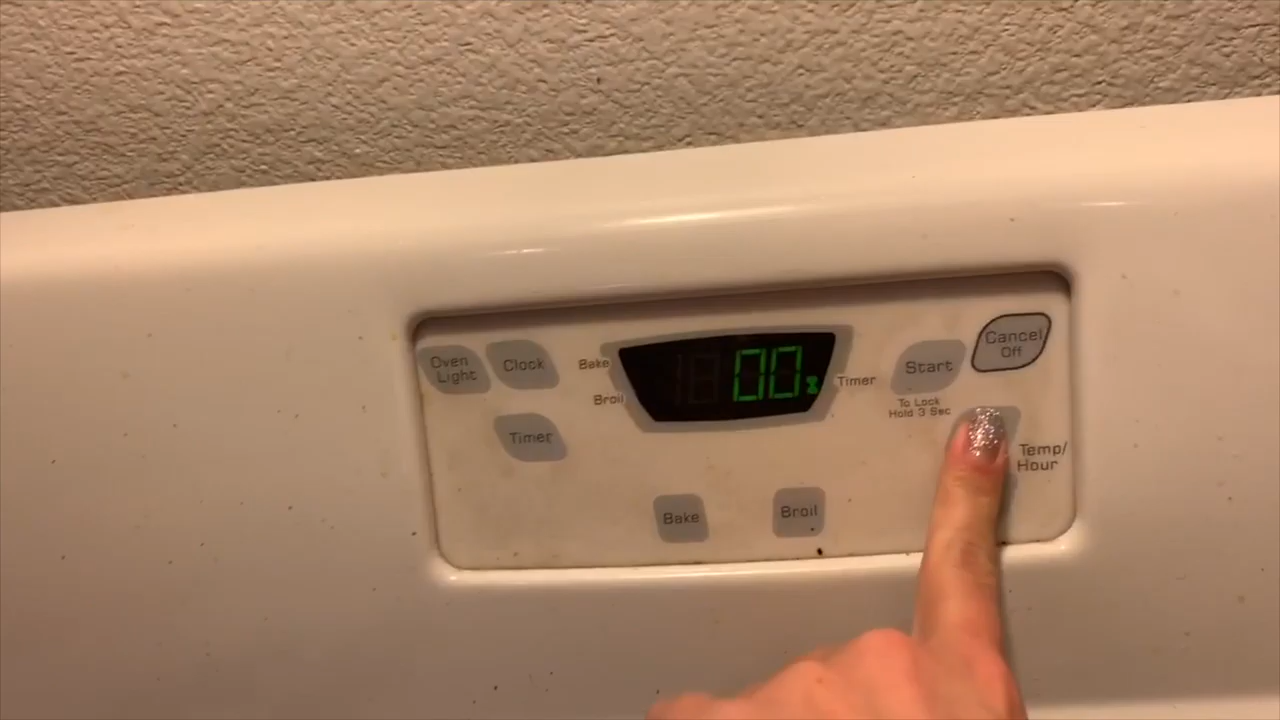 Oven
Light
Clock
Timer
Bake
Broil
00
Timer
Start
To Lock
Hold 3 Sec
Cancel
Off
Temp/
Hour
Bake
Broil